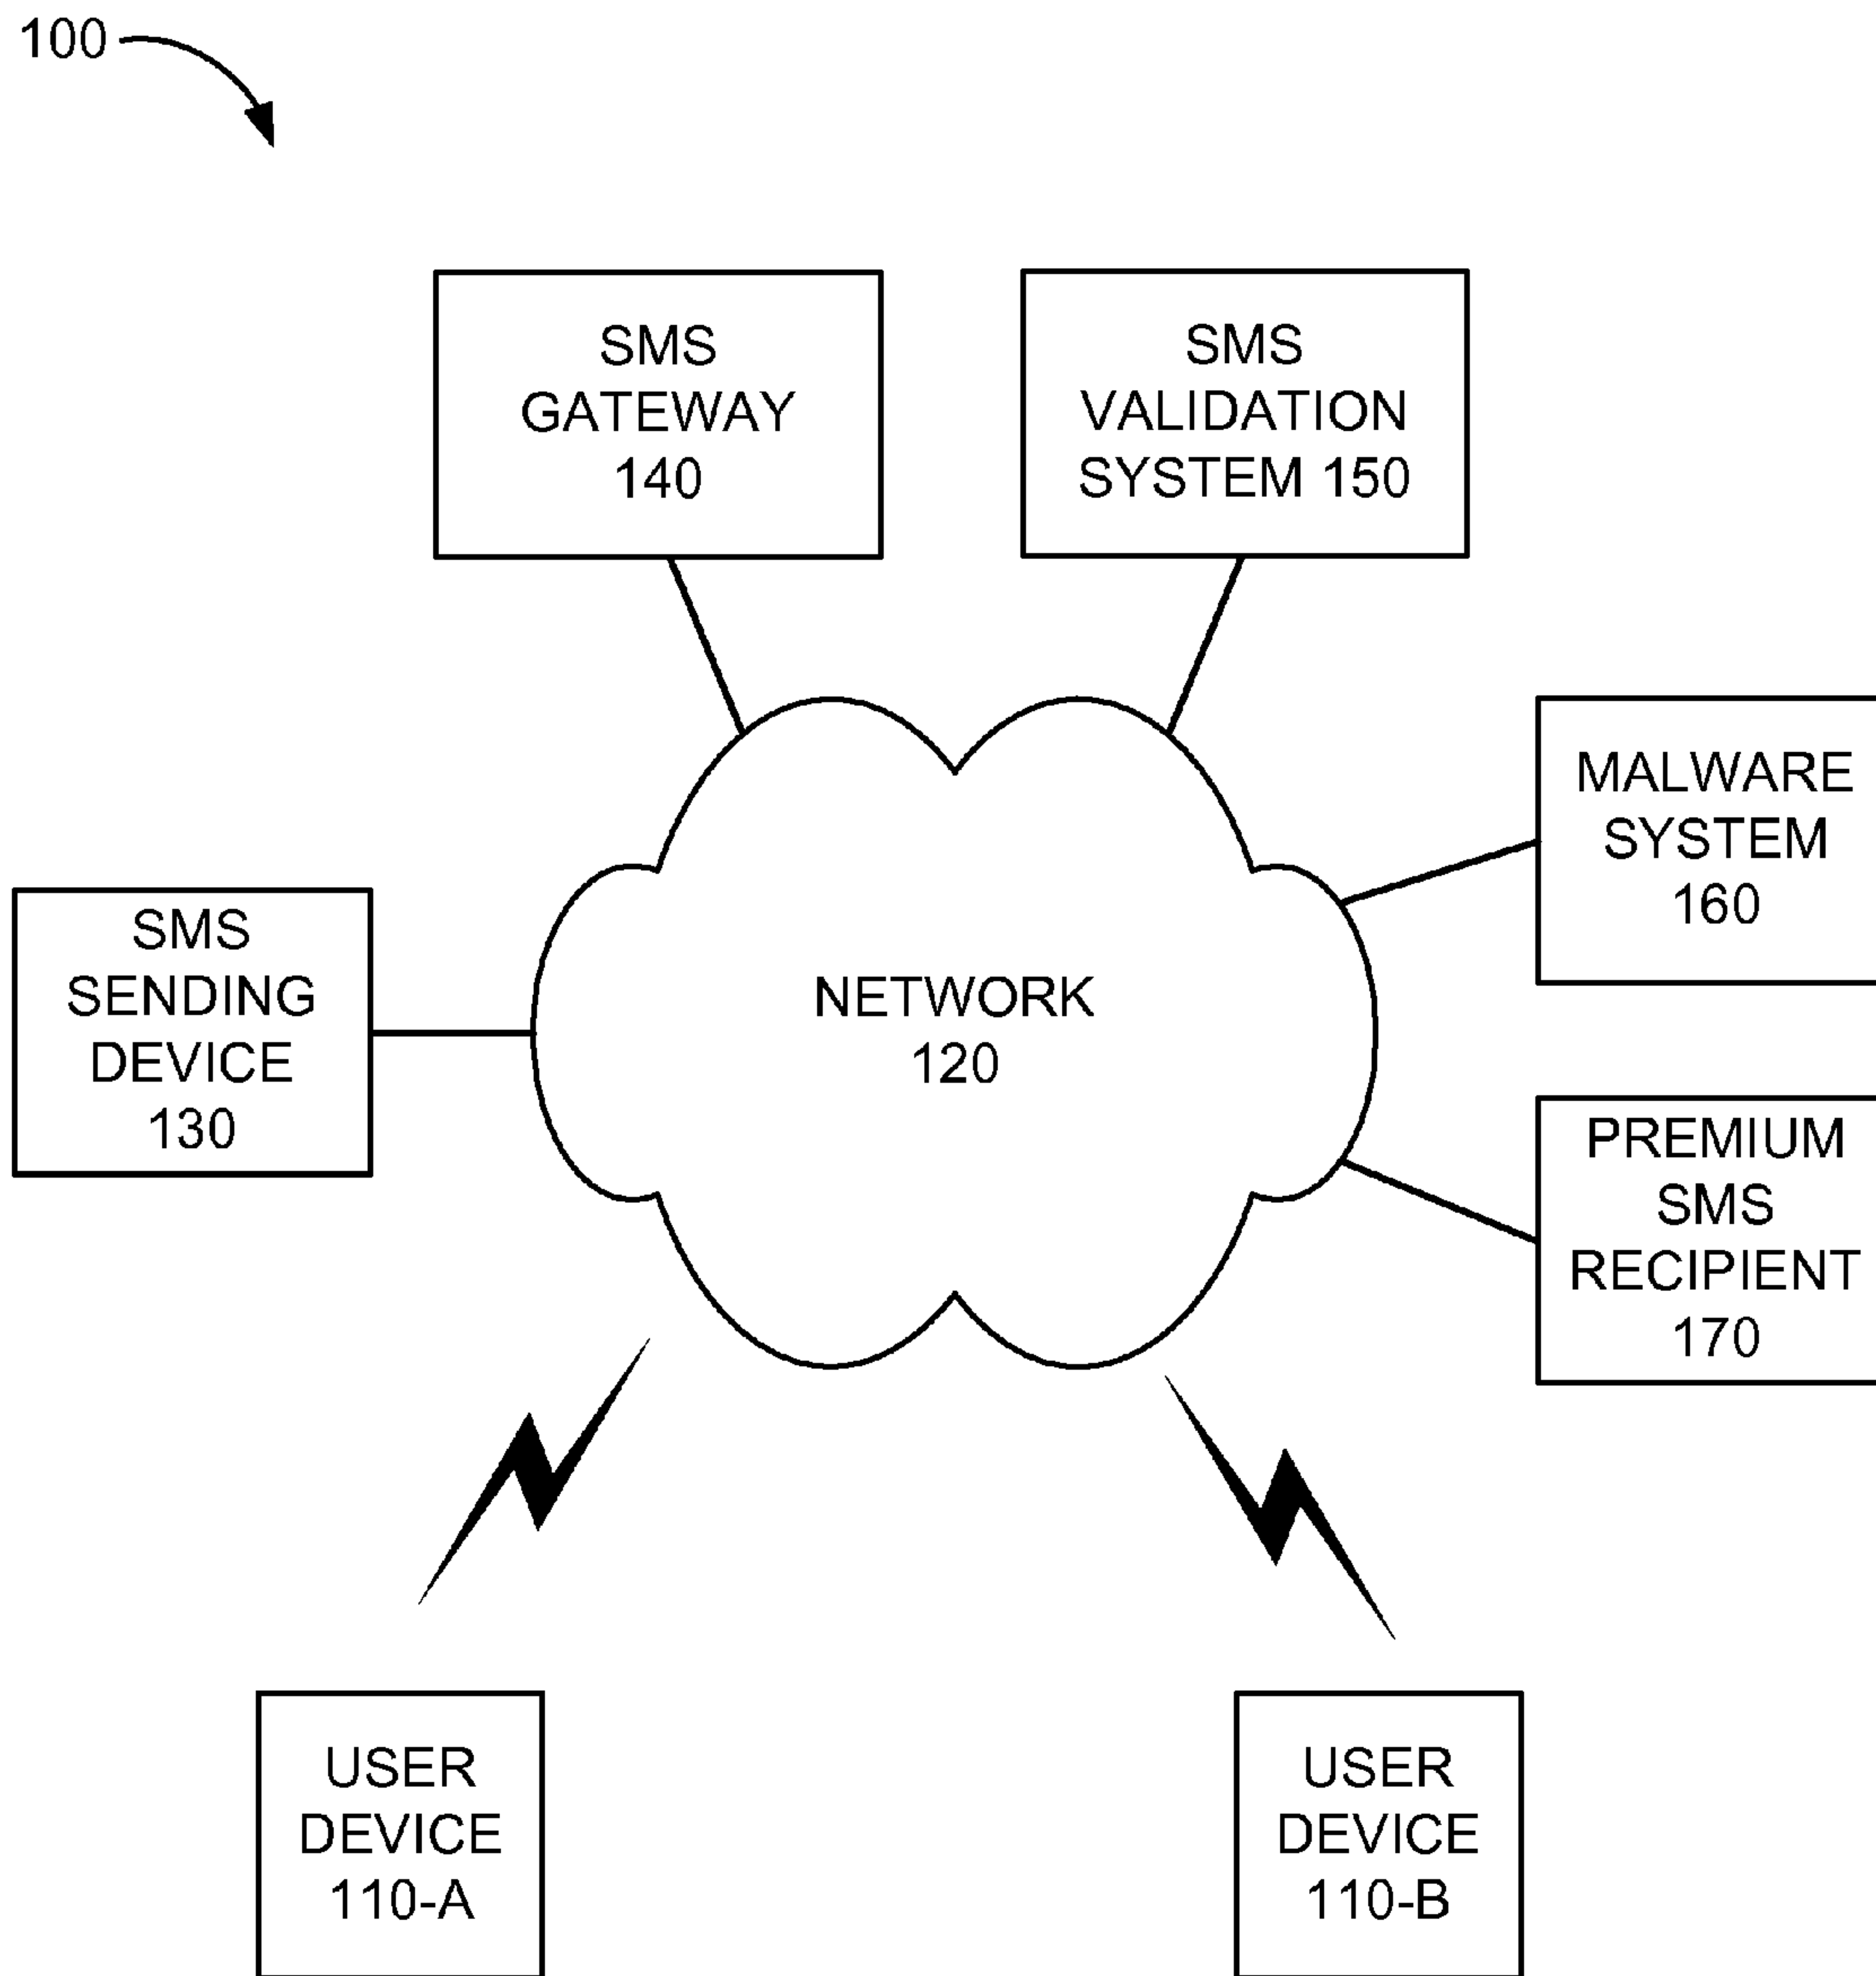 100
SMS
GATEWAY
140
SMS
VALIDATION
SYSTEM 150
MALWARE
SYSTEM
160
SMS
SENDING
DEVICE
130
NETWORK
120
PREMIUM
SMS
RECIPIENT
170
USER
DEVICE
110-A
USER
DEVICE
110-B